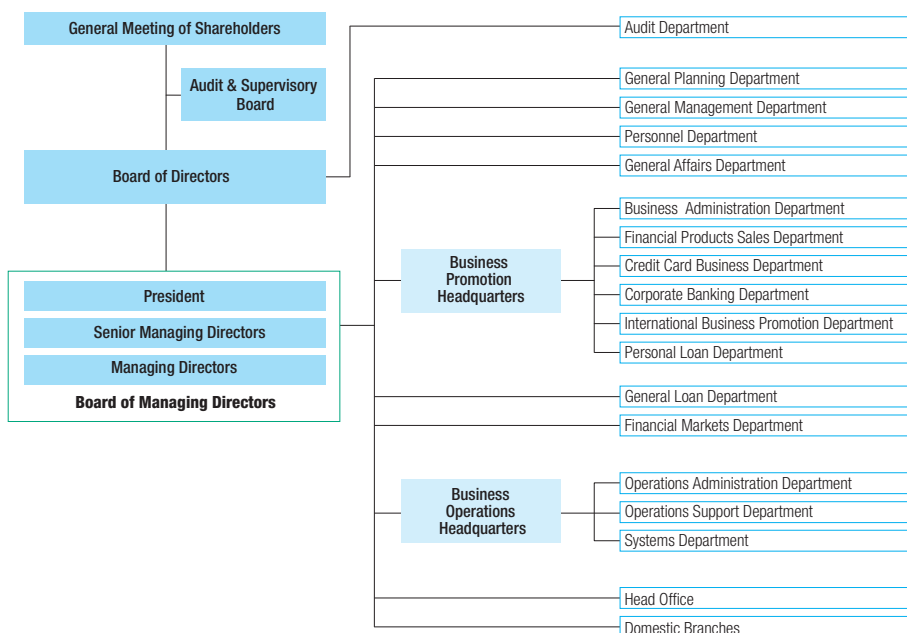 General Meeting of Shareholders
Audit & Supervisory
Board
Board of Directors
President
Senior Managing Directors
Managing Directors
Board of Managing Directors
Business
Promotion
Headquarters
Business
Operations
Headquarters
Audit Department
General Planning Department
General Management Department
Personnel Department
General Affairs Department
Business Administration Department
Financial Products Sales Department
Credit Card Business Department
Corporate Banking Department
International Business Promotion Department
Personal Loan Department
General Loan Department
Financial Markets Department
Operations Administration Department
Operations Support Department
Systems Department
Head Office
Domestic Branches